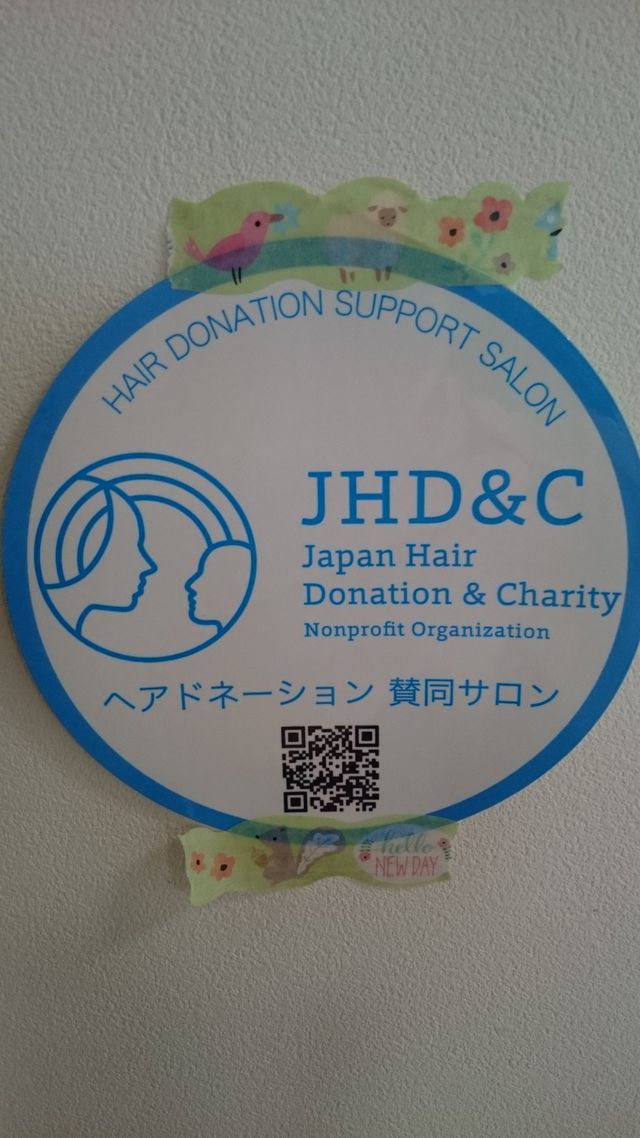 HAIR DONATION SUPPORT SALON
JHD&C
Japan Hair
Donation & Charity
Nonprofit Organization
ヘアドネーション 賛同サロン
hello
NEW DAY